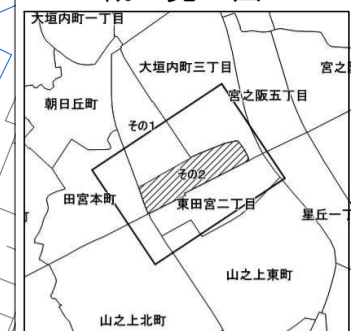 大垣内町一丁目
大垣内町三丁目
宮之
朝日丘町
宮之阪五丁目
その1
その2
田宮本町
東田宮二丁目
星丘一丁
山之上東町
山之上北町